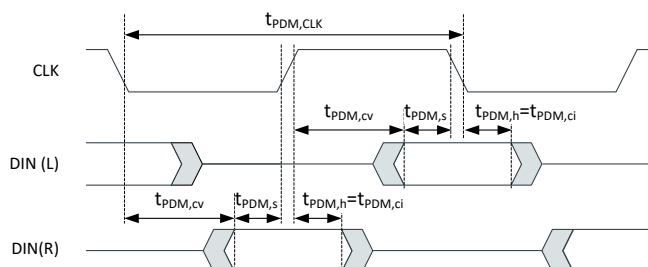 tPDM,CLK
CLK
tPDM,cv tPDM,s tPDM,h=tPDM,ci
DIN (L)
tPDM,cv tPDM,s tPDM,h=tPDM,ci
DIN(R)